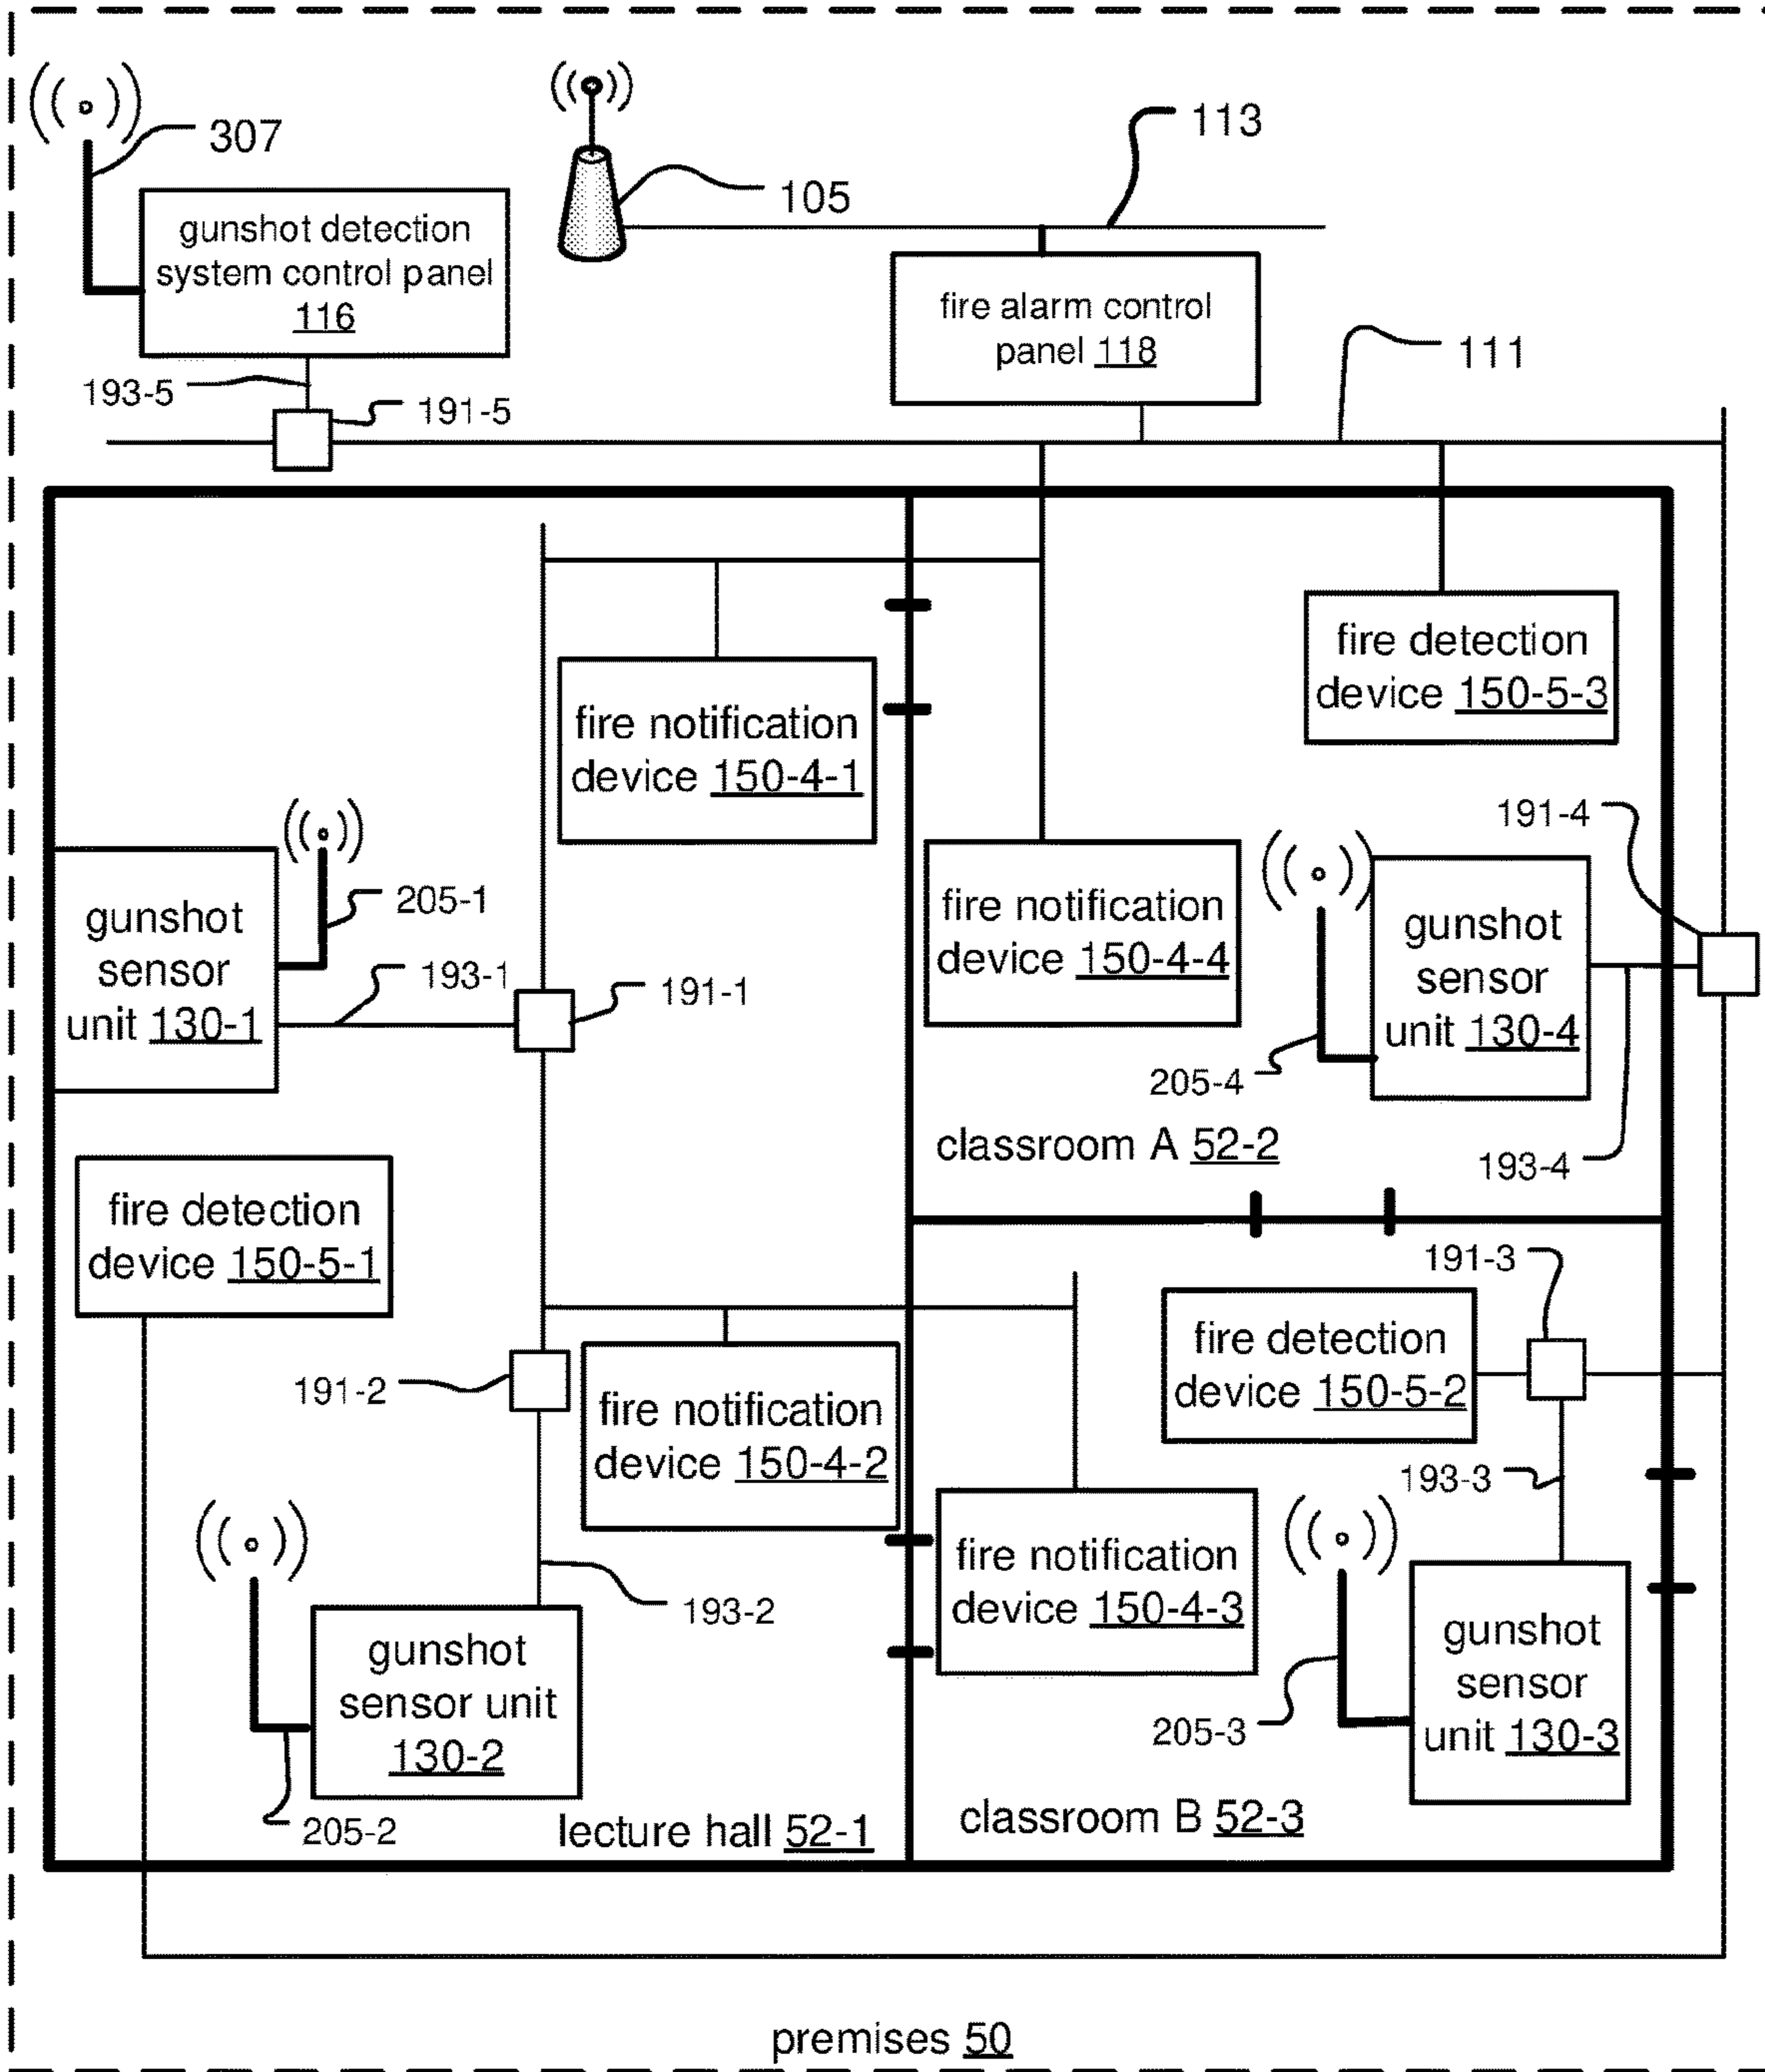 307
105
113
gunshot detection
system control panel
116
fire alarm control
panel 118
111
193-5
191-5
fire detection
device 150-5-3
fire notification
device 150-4-1
191-4
205-1
gunshot
sensor
unit 130-1
193-1
191-1
fire notification
device 150-4-4
gunshot
sensor
unit 130-4
205-4
classroom A 52-2
193-4
fire detection
device 150-5-1
191-3
fire detection
device 150-5-2
191-2
fire notification
device 150-4-2
193-3
fire notification
device 150-4-3
193-2
gunshot
sensor unit
130-2
gunshot
sensor
unit 130-3
205-3
205-2
lecture hall 52-1
classroom B 52-3
premises 50